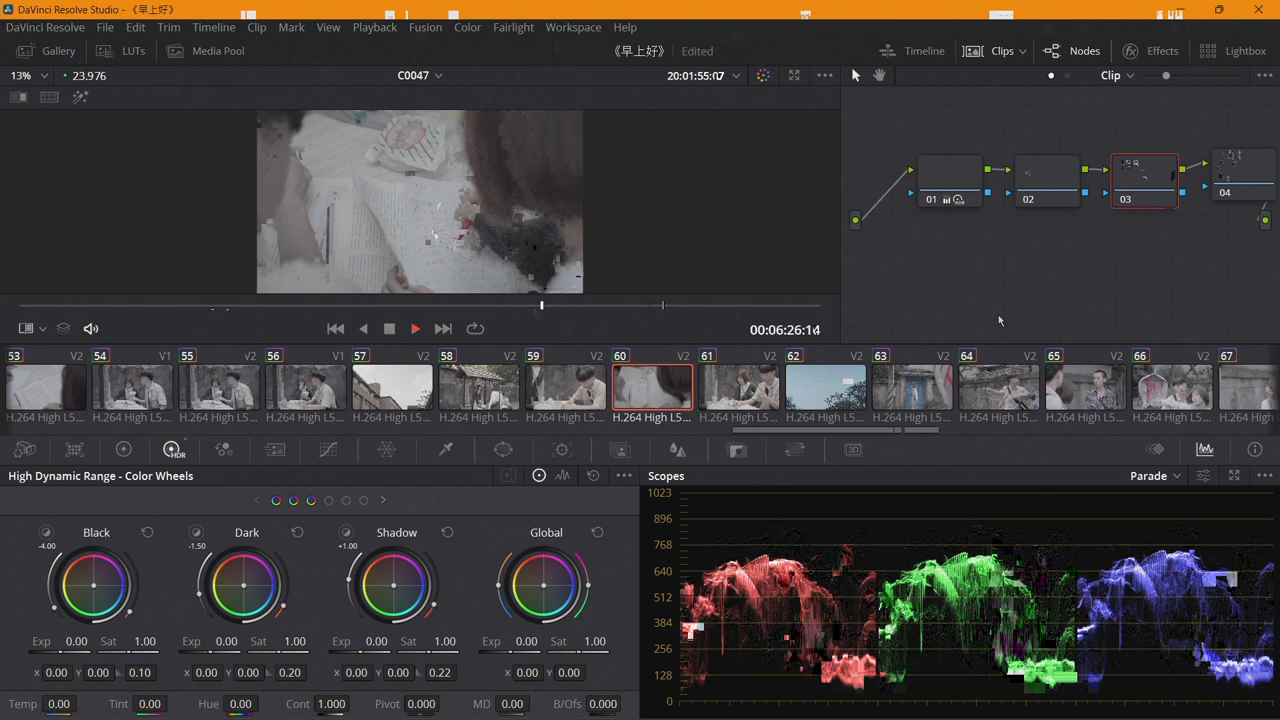 DaVinci Resolve Studio - 《早上好》
DaVinci Resolve File Edit Trim Timeline Clip Mark View Playback Fusion Color Fairlight Workspace Help
Gallery LUTs Media Pool 《早上好》 Edited Timeline Clips Nodes Effects Lightbox
13% 23.976 C0047 20:01:55:07 Clip
01 HDR 02 03 04
00:06:26:14
53 V2 54 V1 55 V2 56 V1 57 V2 58 V2 59 V2 60 V2 61 V2 62 V2 63 V2 64 V2 65 V2 66 V2 67
H.264 High L5... H.264 High L5... H.264 High L5... H.264 High L5... H.264 High L5... H.264 High L5... H.264 High L5... H.264 High L5... H.264 High L5... H.264 High L5... H.264 High L5... H.264 High L5... H.264 High L5... H.264 High L5... H.264 High
HDR 3D
High Dynamic Range - Color Wheels Scopes Parade
Black Dark Shadow Global
-4.00 -1.50 +1.00
Exp 0.00 Sat 1.00 Exp 0.00 Sat 1.00 Exp 0.00 Sat 1.00 Exp 0.00 Sat 1.00
X 0.00 Y 0.00 0.10 X 0.00 Y 0.00 0.20 X 0.00 Y 0.00 0.22 X 0.00 Y 0.00
Temp 0.00 Tint 0.00 Hue 0.00 Cont 1.000 Pivot 0.000 MD 0.00 B/Ofs 0.000
1023
896
768
640
512
384
256
128
0